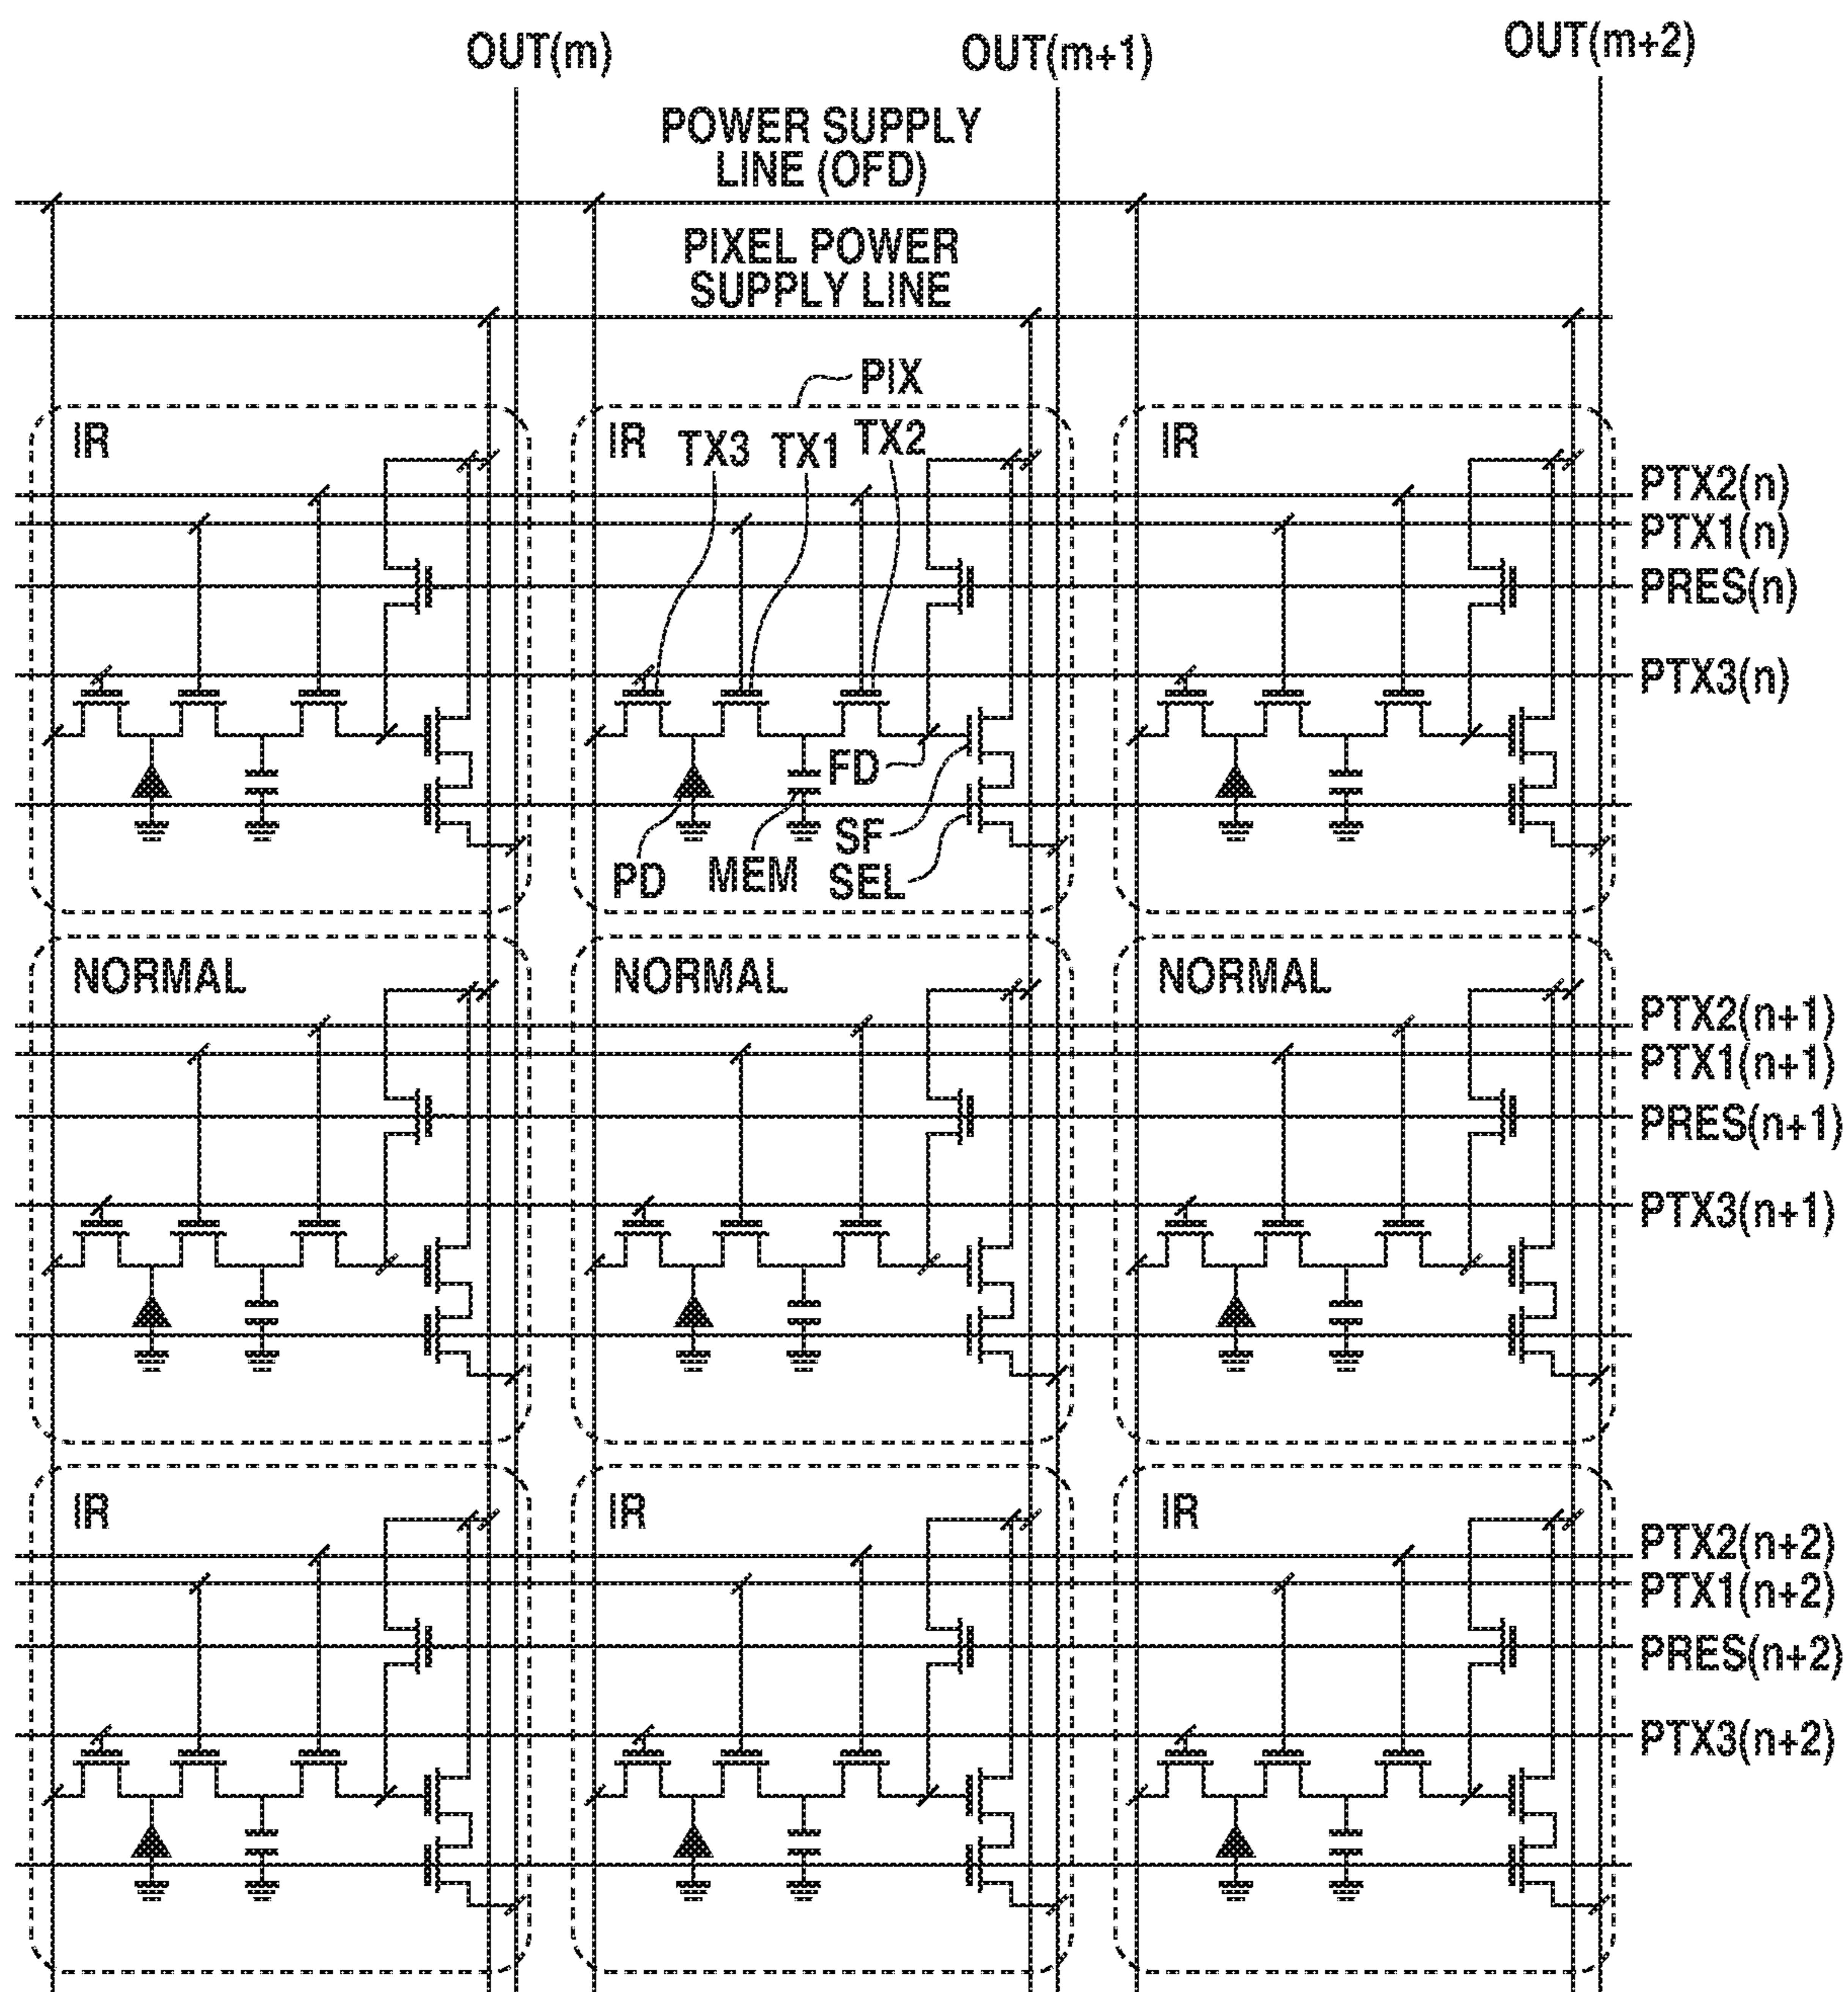 OUT(m) OUT(m+1) OUT(m+2)
POWER SUPPLY
LINE (OFD)
PIXEL POWER
SUPPLY LINE
PIX
IR IR TX3 TX1 TX2 IR
PTX2(n)
PTX1(n)
PRES(n)
PTX3(n)
FD
SF
PD MEM SEL
NORMAL NORMAL NORMAL
PTX2(n+1)
PTX1(n+1)
PRES(n+1)
PTX3(n+1)
IR IR IR
PTX2(n+2)
PTX1(n+2)
PRES(n+2)
PTX3(n+2)